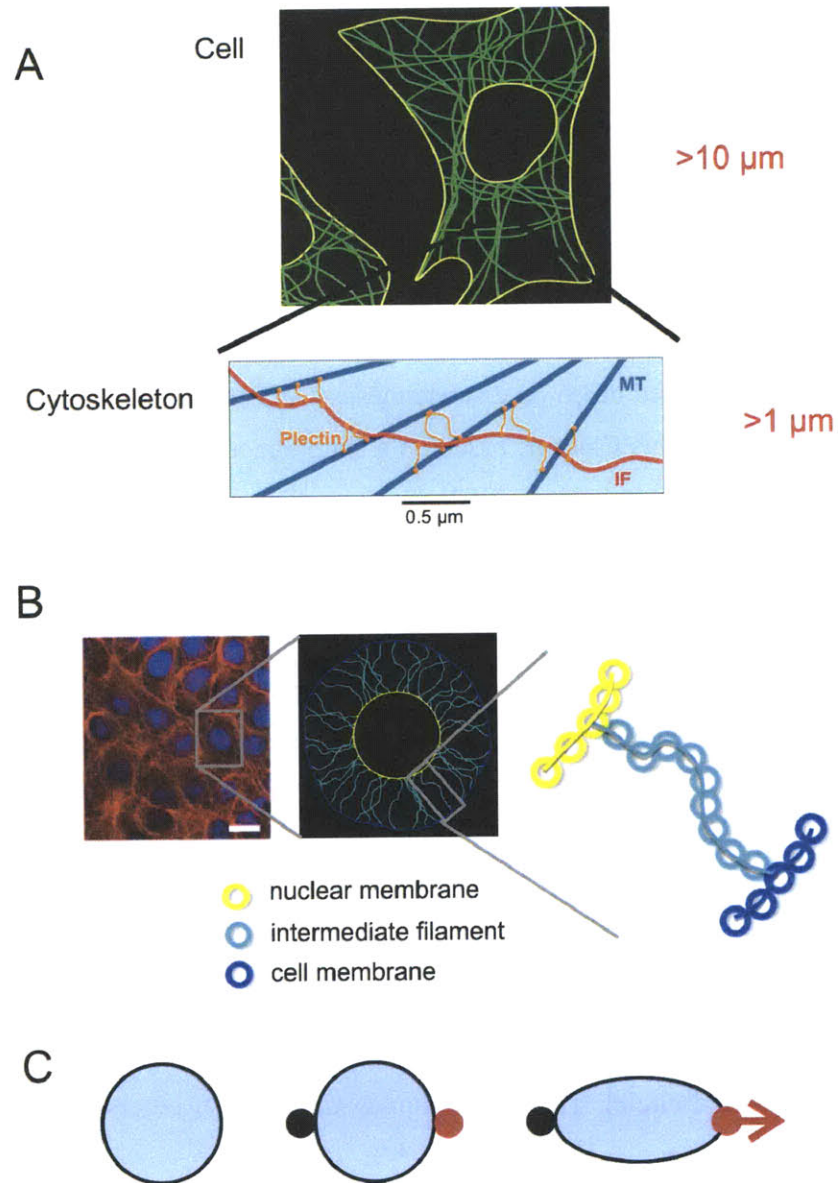 A
Cell
>10 µm
Cytoskeleton
MT
Plectin
IF
>1 µm
0.5 µm
B
nuclear membrane
intermediate filament
cell membrane
C